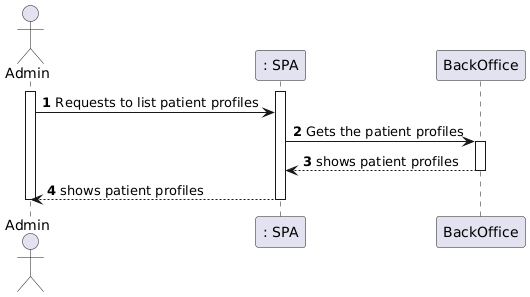 Admin
: SPA
BackOffice
1 Requests to list patient profiles
2 Gets the patient profiles
3 shows patient profiles
4 shows patient profiles
Admin
: SPA
BackOffice